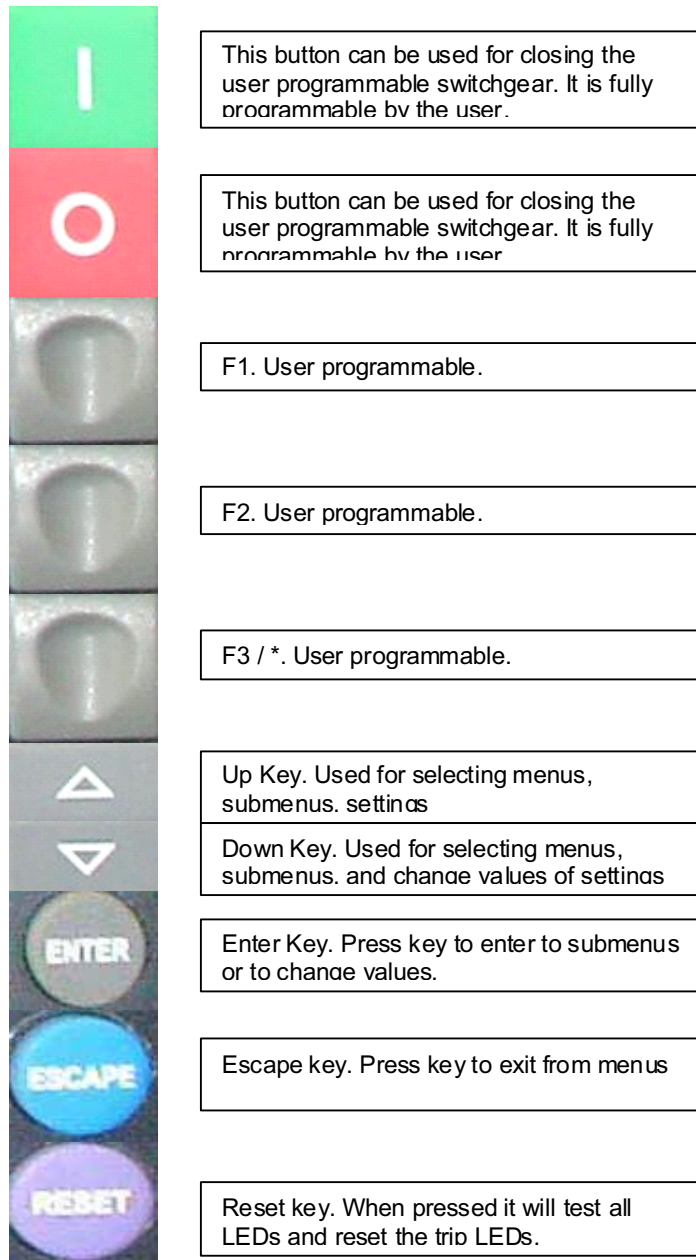 This button can be used for closing the
user programmable switchgear. It is fully
programmable by the user.
This button can be used for closing the
user programmable switchgear. It is fully
programmable by the user
F1. User programmable.
F2. User programmable.
F3 / *. User programmable.
Up Key. Used for selecting menus,
submenus, settings
Down Key. Used for selecting menus,
submenus, and change values of settings
ENTER
Enter Key. Press key to enter to submenus
or to change values.
ESCAPE
Escape key. Press key to exit from menus
RESET
Reset key. When pressed it will test all
LEDs and reset the trip LEDs.